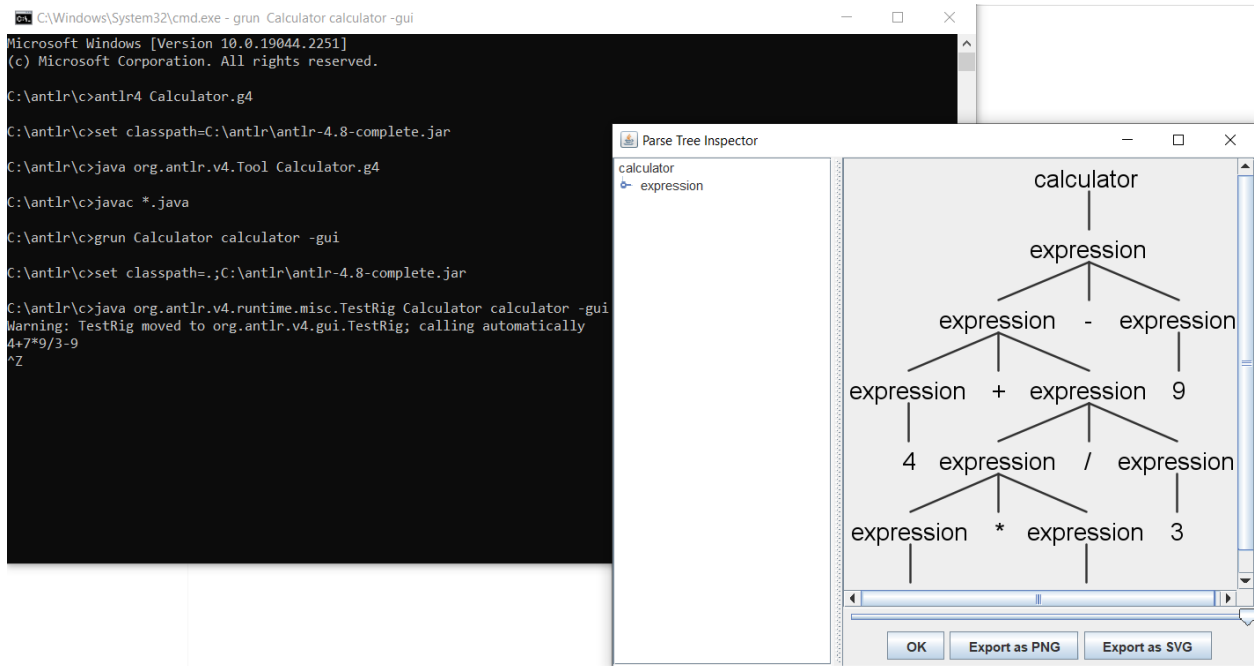 C:\Windows\System32\cmd.exe - grun  Calculator calculator -gui
Microsoft Windows [Version 10.0.19044.2251]
(c) Microsoft Corporation. All rights reserved.
C:\antlr\c>antlr4 Calculator.g4
C:\antlr\c>set classpath=C:\antlr\antlr-4.8-complete.jar
C:\antlr\c>java org.antlr.v4.Tool Calculator.g4
C:\antlr\c>javac *.java
C:\antlr\c>grun Calculator calculator -gui
C:\antlr\c>set classpath=.;C:\antlr\antlr-4.8-complete.jar
C:\antlr\c>java org.antlr.v4.runtime.misc.TestRig Calculator calculator -gui
Warning: TestRig moved to org.antlr.v4.gui.TestRig; calling automatically
4+7*9/3-9
^Z
Parse Tree Inspector
calculator
expression
calculator
expression
expression - expression
expression + expression 9
4 expression / expression
expression * expression 3
OK Export as PNG Export as SVG